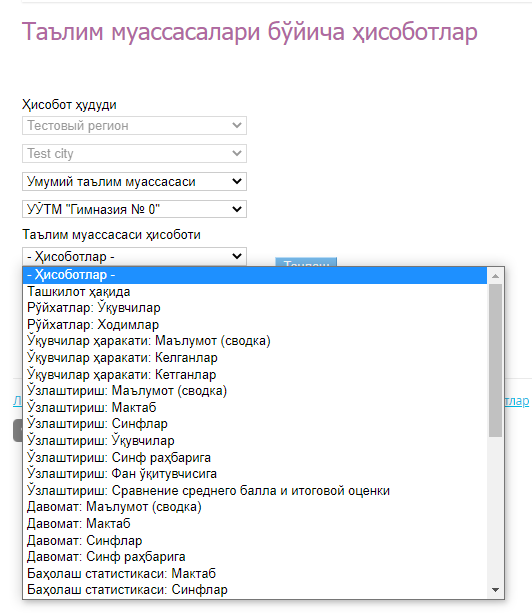 Таълим муассасалари бўйича ҳисоботлар
Ҳисобот ҳудуди
Тестовый регион
Test city
Умумий таълим муассасаси
УЎТМ "Гимназия № 0"
Таълим муассасаси ҳисоботи
- Ҳисоботлар -
- Ҳисоботлар -
Ташкилот ҳақида
Рўйхатлар: Ўқувчилар
Рўйхатлар: Ходимлар
Ўқувчилар ҳаракати: Маълумот (сводка)
Ўқувчилар ҳаракати: Келганлар
Ўқувчилар ҳаракати: Кетганлар
Ўзлаштириш: Маълумот (сводка)
Ўзлаштириш: Мактаб
Ўзлаштириш: Синфлар
Ўзлаштириш: Ўқувчилар
Ўзлаштириш: Синф раҳбарига
Ўзлаштириш: Фан ўқитувчисига
Ўзлаштириш: Сравнение среднего балла и итоговой оценки
Давомат: Маълумот (сводка)
Давомат: Мактаб
Давомат: Синфлар
Давомат: Синф раҳбарига
Баҳолаш статистикаси: Мактаб
Баҳолаш статистикаси: Синфлар